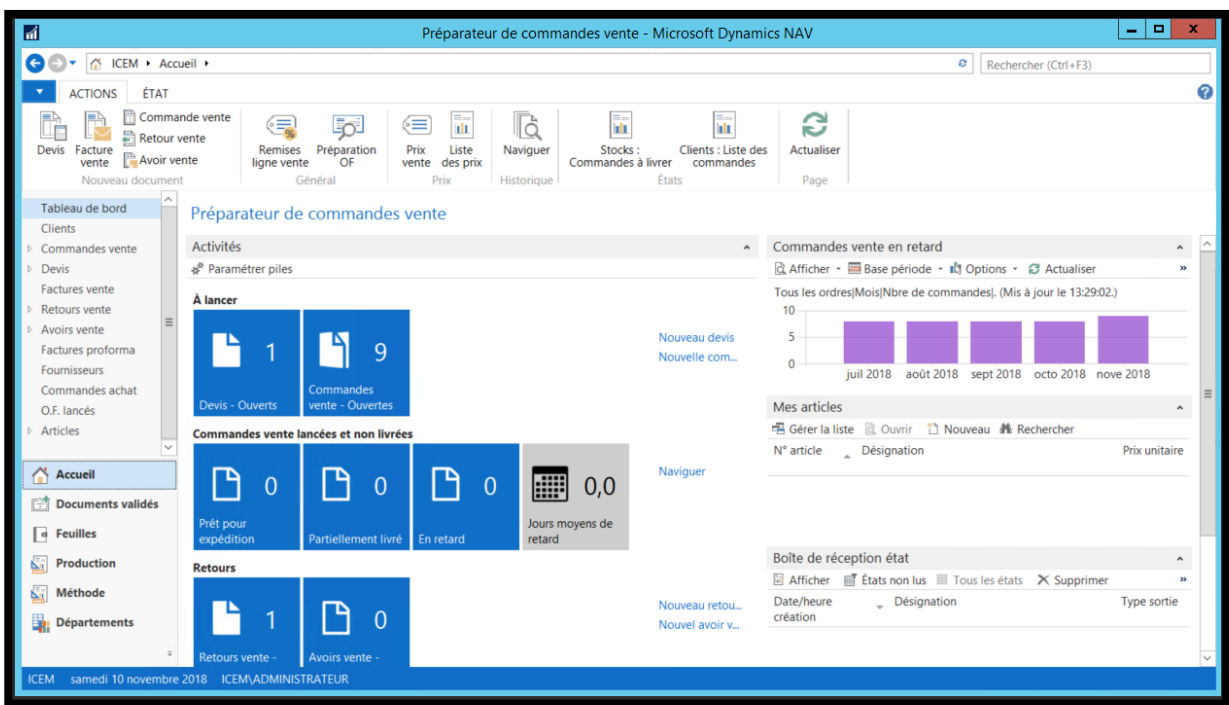 Préparateur de commandes vente - Microsoft Dynamics NAV
ICEM
Accueil
Rechercher (Ctrl+F3)
ACTIONS
ÉTAT
Devis
Facture vente
Commande vente
Retour vente
Avoir vente
Nouveau document
Remises ligne vente
Préparation OF
Général
Prix vente
Liste des prix
Prix
Naviguer
Historique
Stocks : Commandes à livrer
Clients : Liste des commandes
États
Actualiser
Page
Tableau de bord
Clients
Commandes vente
Devis
Factures vente
Retours vente
Avoirs vente
Factures proforma
Fournisseurs
Commandes achat
O.F. lancés
Articles
Accueil
Documents validés
Feuilles
Production
Méthode
Départements
Préparateur de commandes vente
Activités
Paramétrer piles
À lancer
1
Devis - Ouverts
9
Commandes vente - Ouvertes
Nouveau devis
Nouvelle com...
Commandes vente lancées et non livrées
0
Prêt pour expédition
0
Partiellement livré
0
En retard
0,0
Jours moyens de retard
Naviguer
Retours
1
Retours vente -
0
Avoirs vente -
Nouveau retou...
Nouvel avoir v...
Commandes vente en retard
Afficher
Base période
Options
Actualiser
»
Tous les ordres|Mois|Nbre de commandes|. (Mis à jour le 13:29:02.)
10
5
0
juil 2018 août 2018 sept 2018 octo 2018 nove 2018
Mes articles
Gérer la liste
Ouvrir
Nouveau
Rechercher
N° article
Désignation
Prix unitaire
Boîte de réception état
Afficher
États non lus
Tous les états
Supprimer
»
Date/heure création
Désignation
Type sortie
ICEM samedi 10 novembre 2018 ICEM\ADMINISTRATEUR